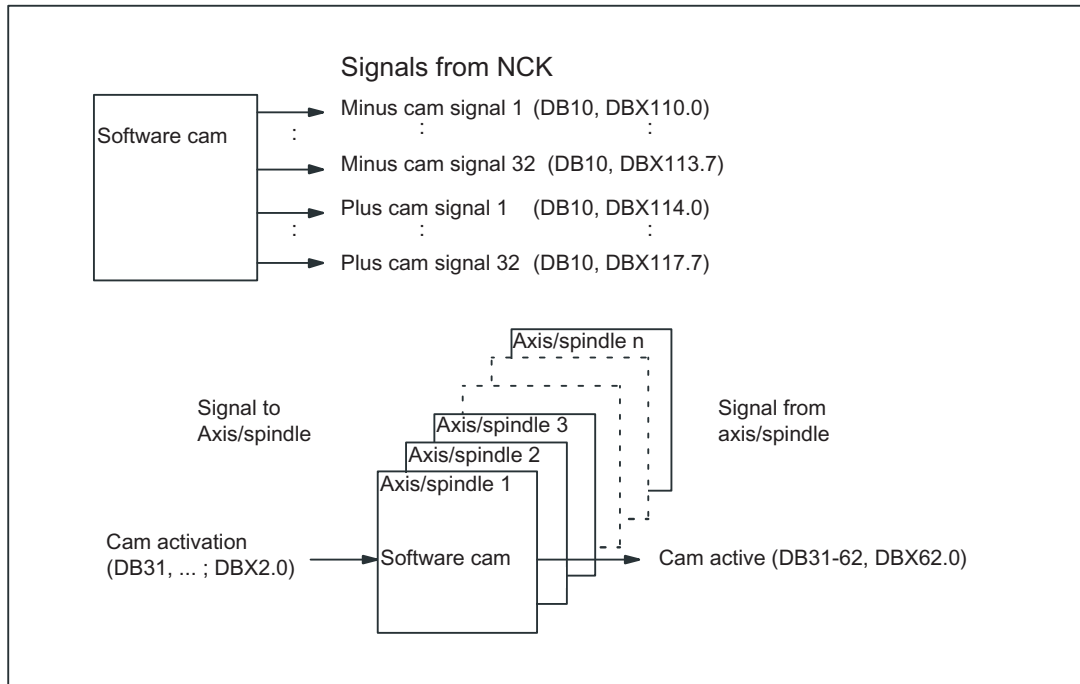 Signals from NCK
Software cam
Minus cam signal 1 (DB10, DBX110.0)
: : :
Minus cam signal 32 (DB10, DBX113.7)
Plus cam signal 1 (DB10, DBX114.0)
: : :
Plus cam signal 32 (DB10, DBX117.7)
Axis/spindle n
Signal to
Axis/spindle
Signal from
axis/spindle
Axis/spindle 3
Axis/spindle 2
Axis/spindle 1
Cam activation
(DB31, ... ; DBX2.0)
Software cam
Cam active (DB31-62, DBX62.0)